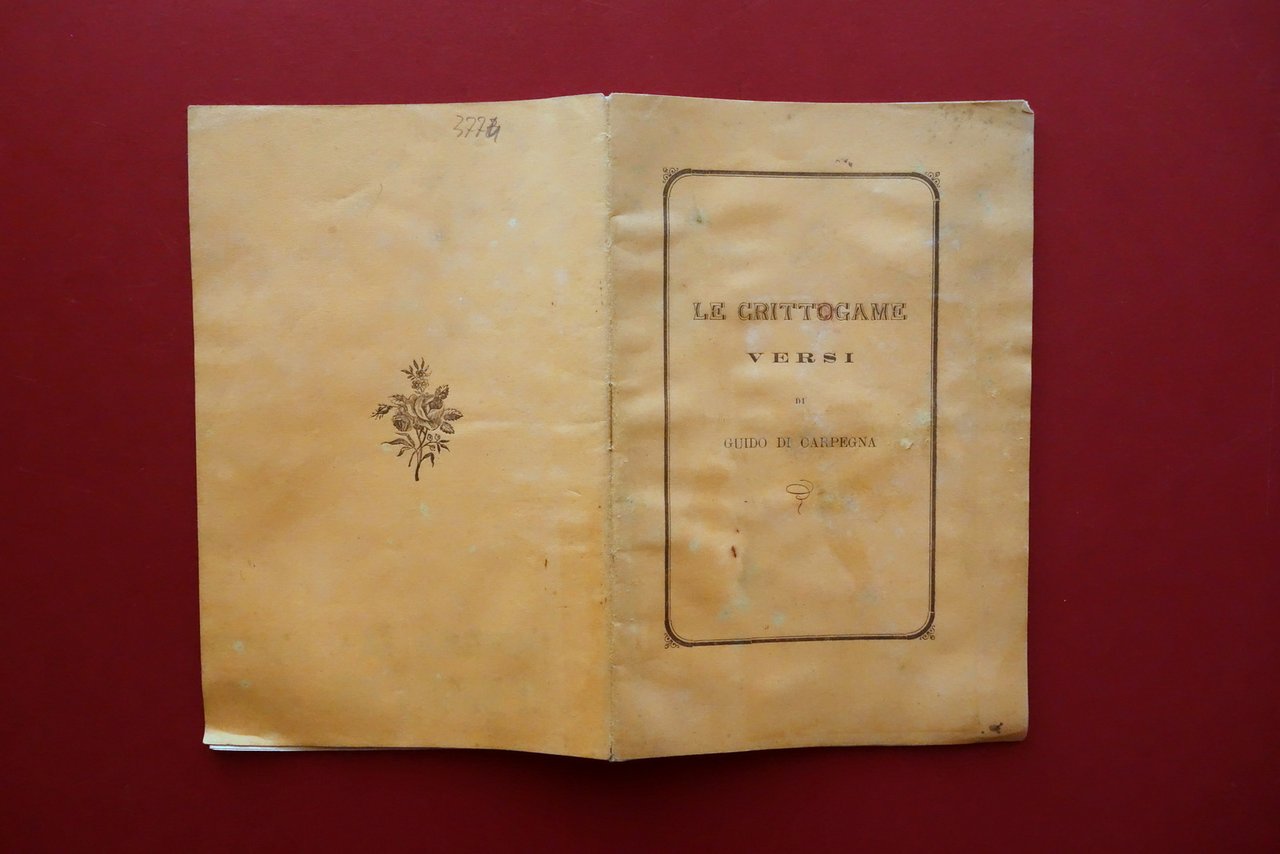 LE CRITTOGAME
VERSI
DI
GUIDO DI CARPEGNA